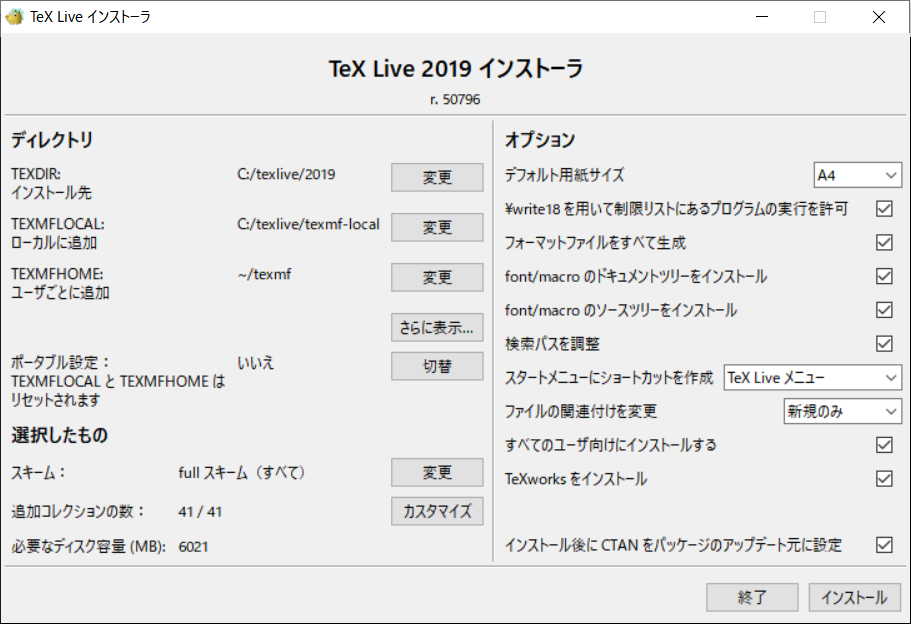 TeX Live インストーラ
TeX Live 2019 インストーラ
r. 50796
ディレクトリ
TEXDIR:
インストール先
C:/texlive/2019
変更
TEXMFLOCAL:
ローカルに追加
C:/texlive/texmf-local
変更
TEXMFHOME:
ユーザごとに追加
~/texmf
変更
さらに表示...
ポータブル設定：
TEXMFLOCAL と TEXMFHOME は
リセットされます
いいえ
切替
選択したもの
スキーム：
full スキーム（すべて）
変更
追加コレクションの数：
41 / 41
カスタマイズ
必要なディスク容量 (MB):
6021
オプション
デフォルト用紙サイズ
A4
¥write18 を用いて制限リストにあるプログラムの実行を許可
フォーマットファイルをすべて生成
font/macro のドキュメントツリーをインストール
font/macro のソースツリーをインストール
検索パスを調整
スタートメニューにショートカットを作成
TeX Live メニュー
ファイルの関連付けを変更
新規のみ
すべてのユーザ向けにインストールする
TeXworks をインストール
インストール後に CTAN をパッケージのアップデート元に設定
終了
インストール